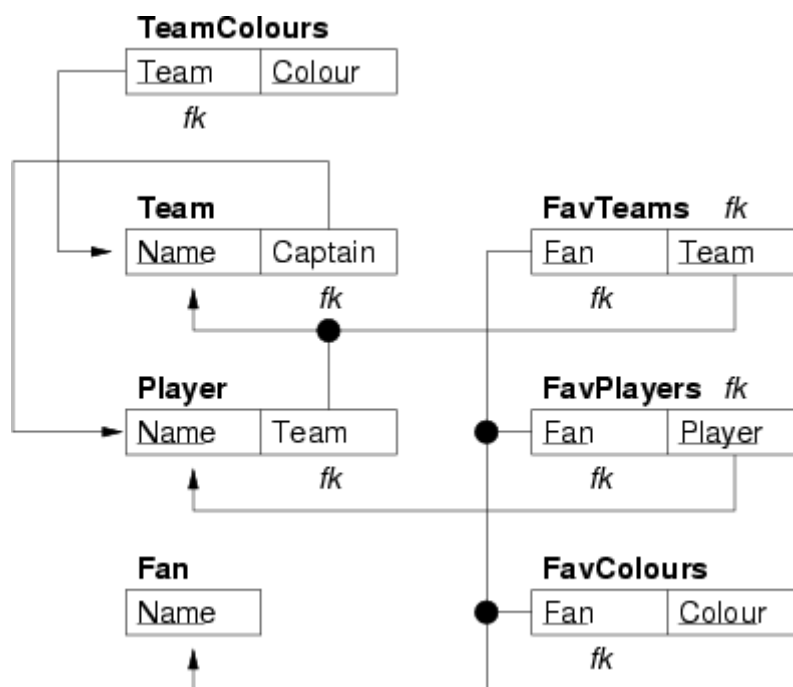 TeamColours
Team Colour
fk
Team
Name Captain
fk
FavTeams fk
Fan Team
fk
Player
Name Team
fk
FavPlayers fk
Fan Player
fk
Fan
Name
FavColours
Fan Colour
fk